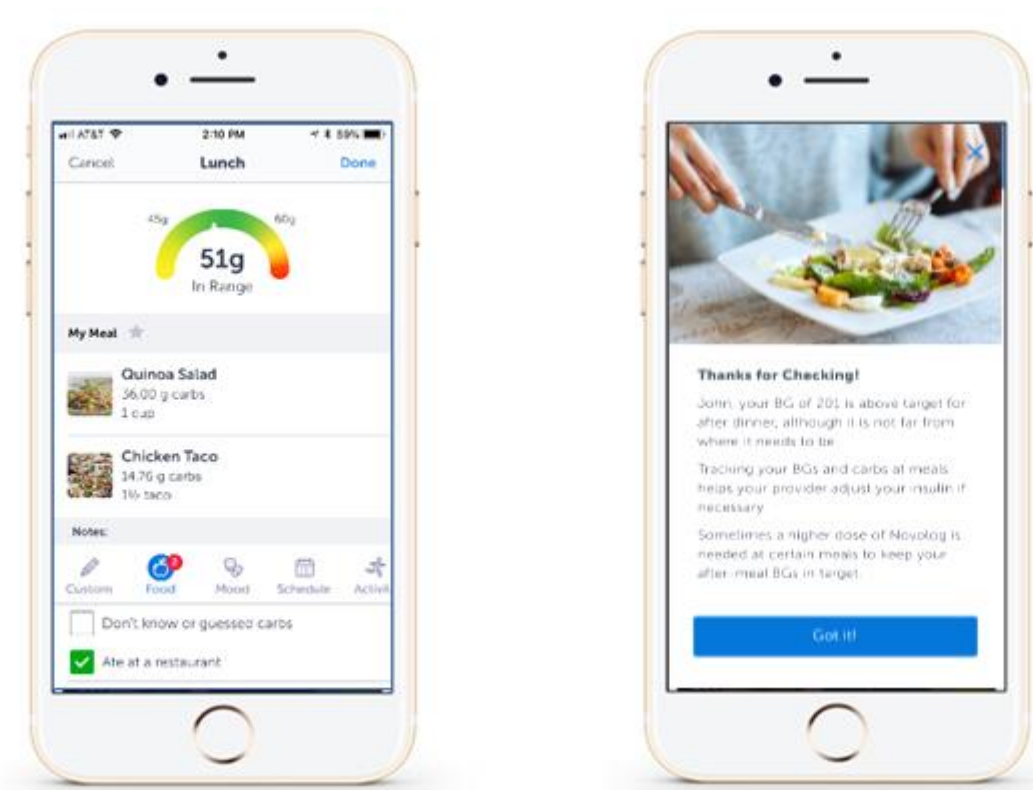 AT&T
2:10 PM
59%
Cancel
Lunch
Done
45g
60g
51g
In Range
My Meal
Quinoa Salad
36.00 g carbs
1 cup
Chicken Taco
14.76 g carbs
taco
Notes:
Custom
Food
2
Mood
Schedule
Activit
Don't know or guessed carbs
Ate at a restaurant
Thanks for Checking!
John, your BG of 201 is above target for
after dinner, although it is not far from
where it needs to be
Tracking your BGs and carbs at meals
helps your provider adjust your insulin if
necessary
Sometimes a higher dose of Novolog is
needed at certain meals to keep your
after-meal BGs in target.
Got it!